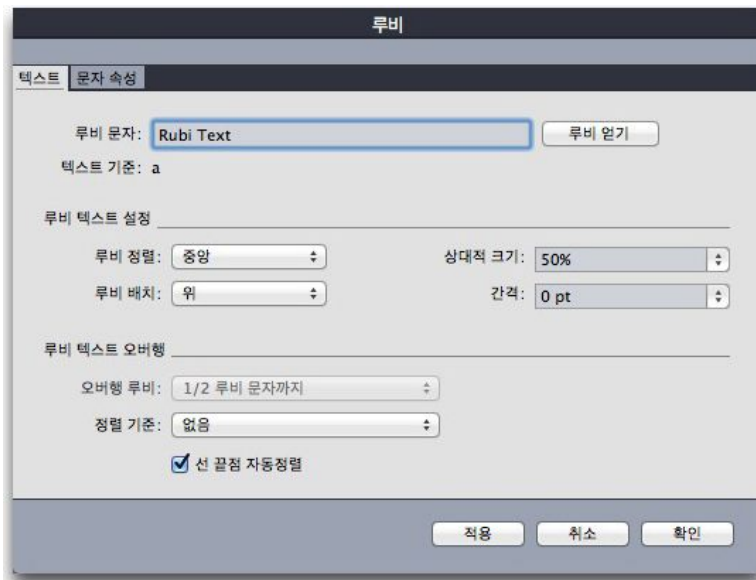 루비
텍스트 문자 속성
루비 문자: Rubi Text 루비 얻기
텍스트 기준: a
루비 텍스트 설정
루비 정렬: 중앙 상대적 크기: 50%
루비 배치: 위 간격: 0 pt
루비 텍스트 오버행
오버행 루비: 1/2 루비 문자까지
정렬 기준: 없음
선 끝점 자동정렬
적용 취소 확인